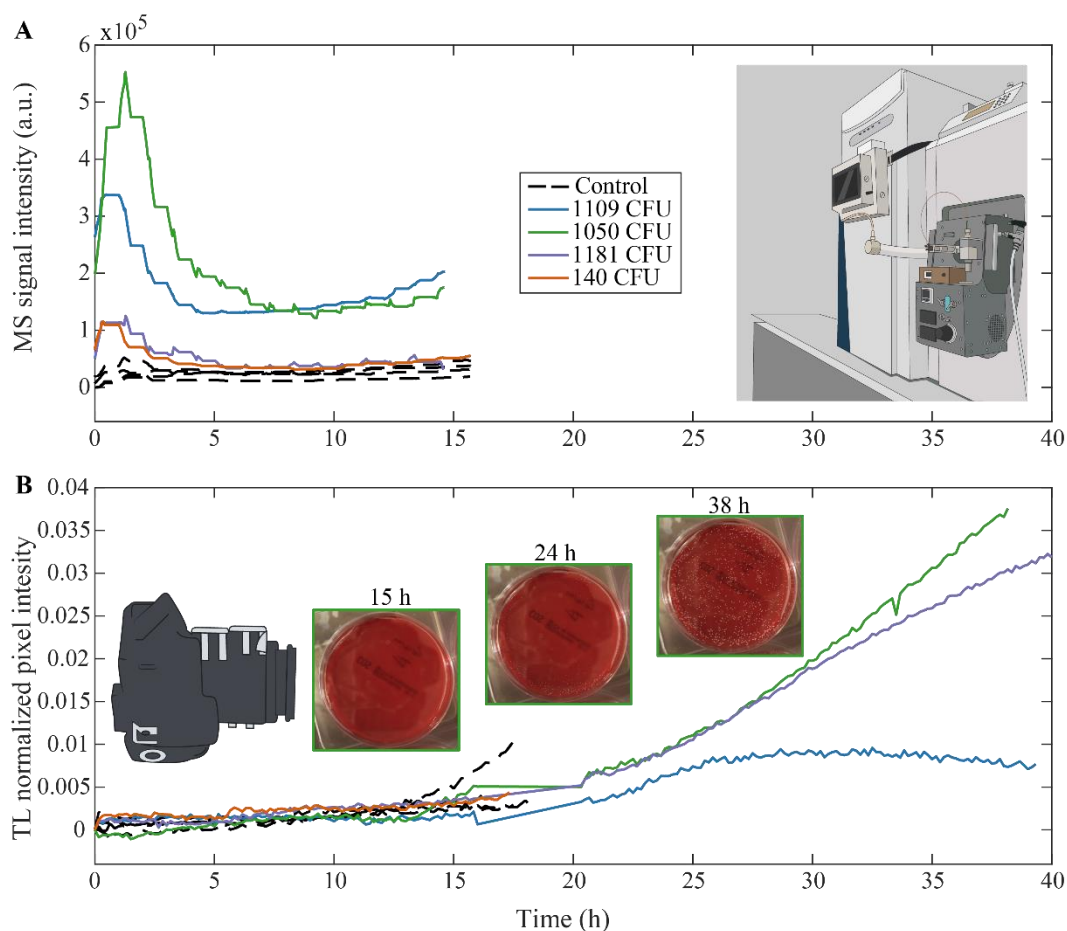 A
x10⁵
6
5
4
3
2
1
0
MS signal intensity (a.u.)
Control
1109 CFU
1050 CFU
1181 CFU
140 CFU
0 5 10 15 20 25 30 35 40
B
0.04
0.035
0.03
0.025
0.02
0.015
0.01
0.005
0
TL normalized pixel intesity
15 h
24 h
38 h
0 5 10 15 20 25 30 35 40
Time (h)